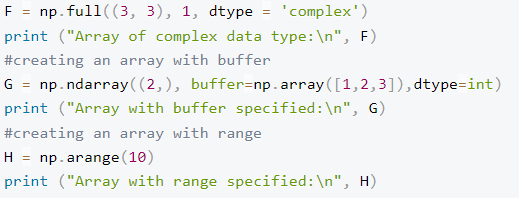 F = np.full((3, 3), 1, dtype = 'complex')
print ("Array of complex data type:\n", F)
#creating an array with buffer
G = np.ndarray((2,), buffer=np.array([1,2,3]),dtype=int)
print ("Array with buffer specified:\n", G)
#creating an array with range
H = np.arange(10)
print ("Array with range specified:\n", H)